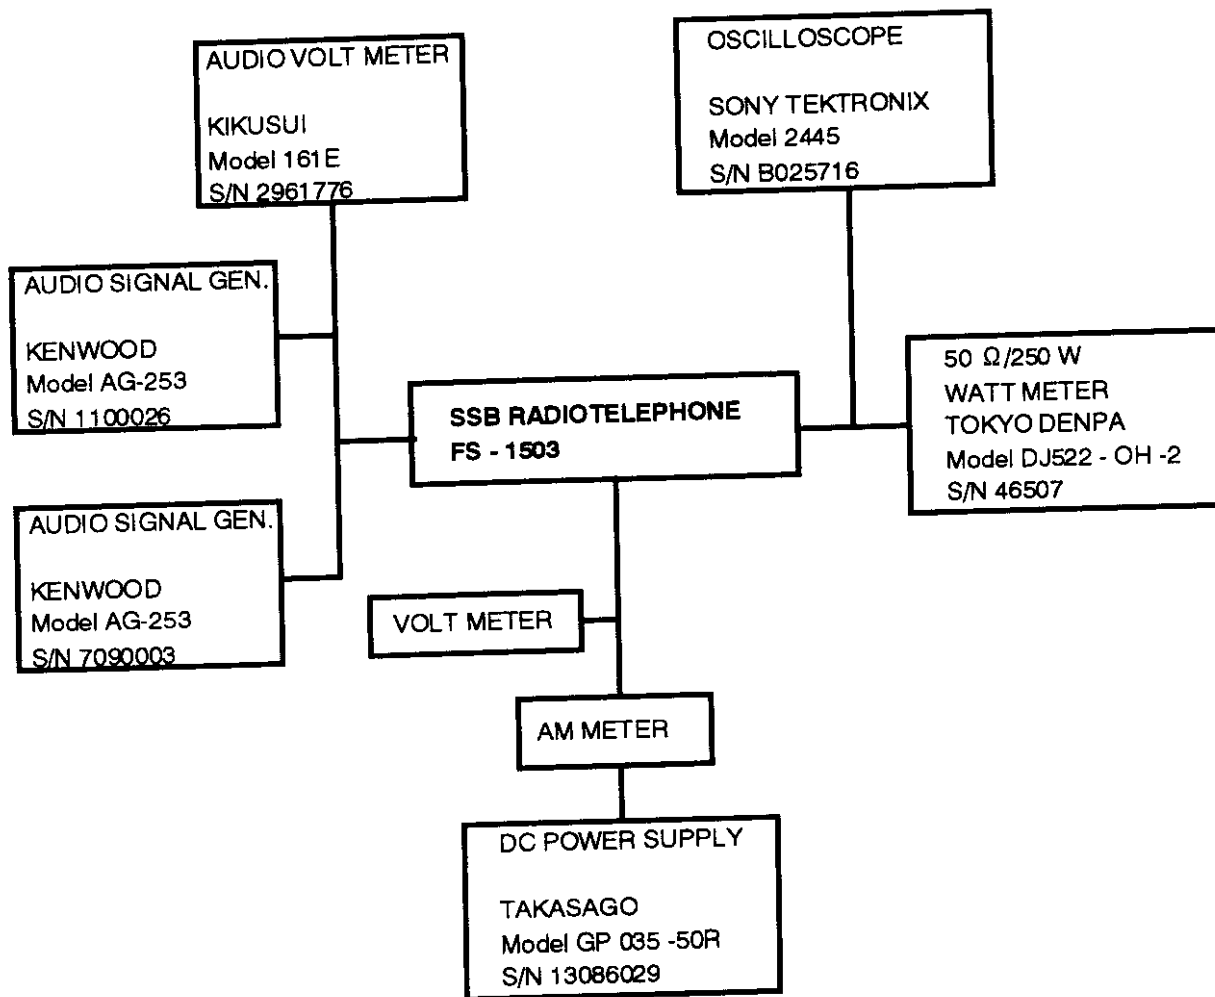 AUDIO VOLT METER
KIKUSUI
Model 161E
S/N 2961776
OSCILLOSCOPE
SONY TEKTRONIX
Model 2445
S/N B025716
AUDIO SIGNAL GEN.
KENWOOD
Model AG-253
S/N 1100026
SSB RADIOTELEPHONE
FS - 1503
50 Ω/250 W
WATT METER
TOKYO DENPA
Model DJ522 - OH -2
S/N 46507
AUDIO SIGNAL GEN.
KENWOOD
Model AG-253
S/N 7090003
VOLT METER
AM METER
DC POWER SUPPLY
TAKASAGO
Model GP 035 -50R
S/N 13086029